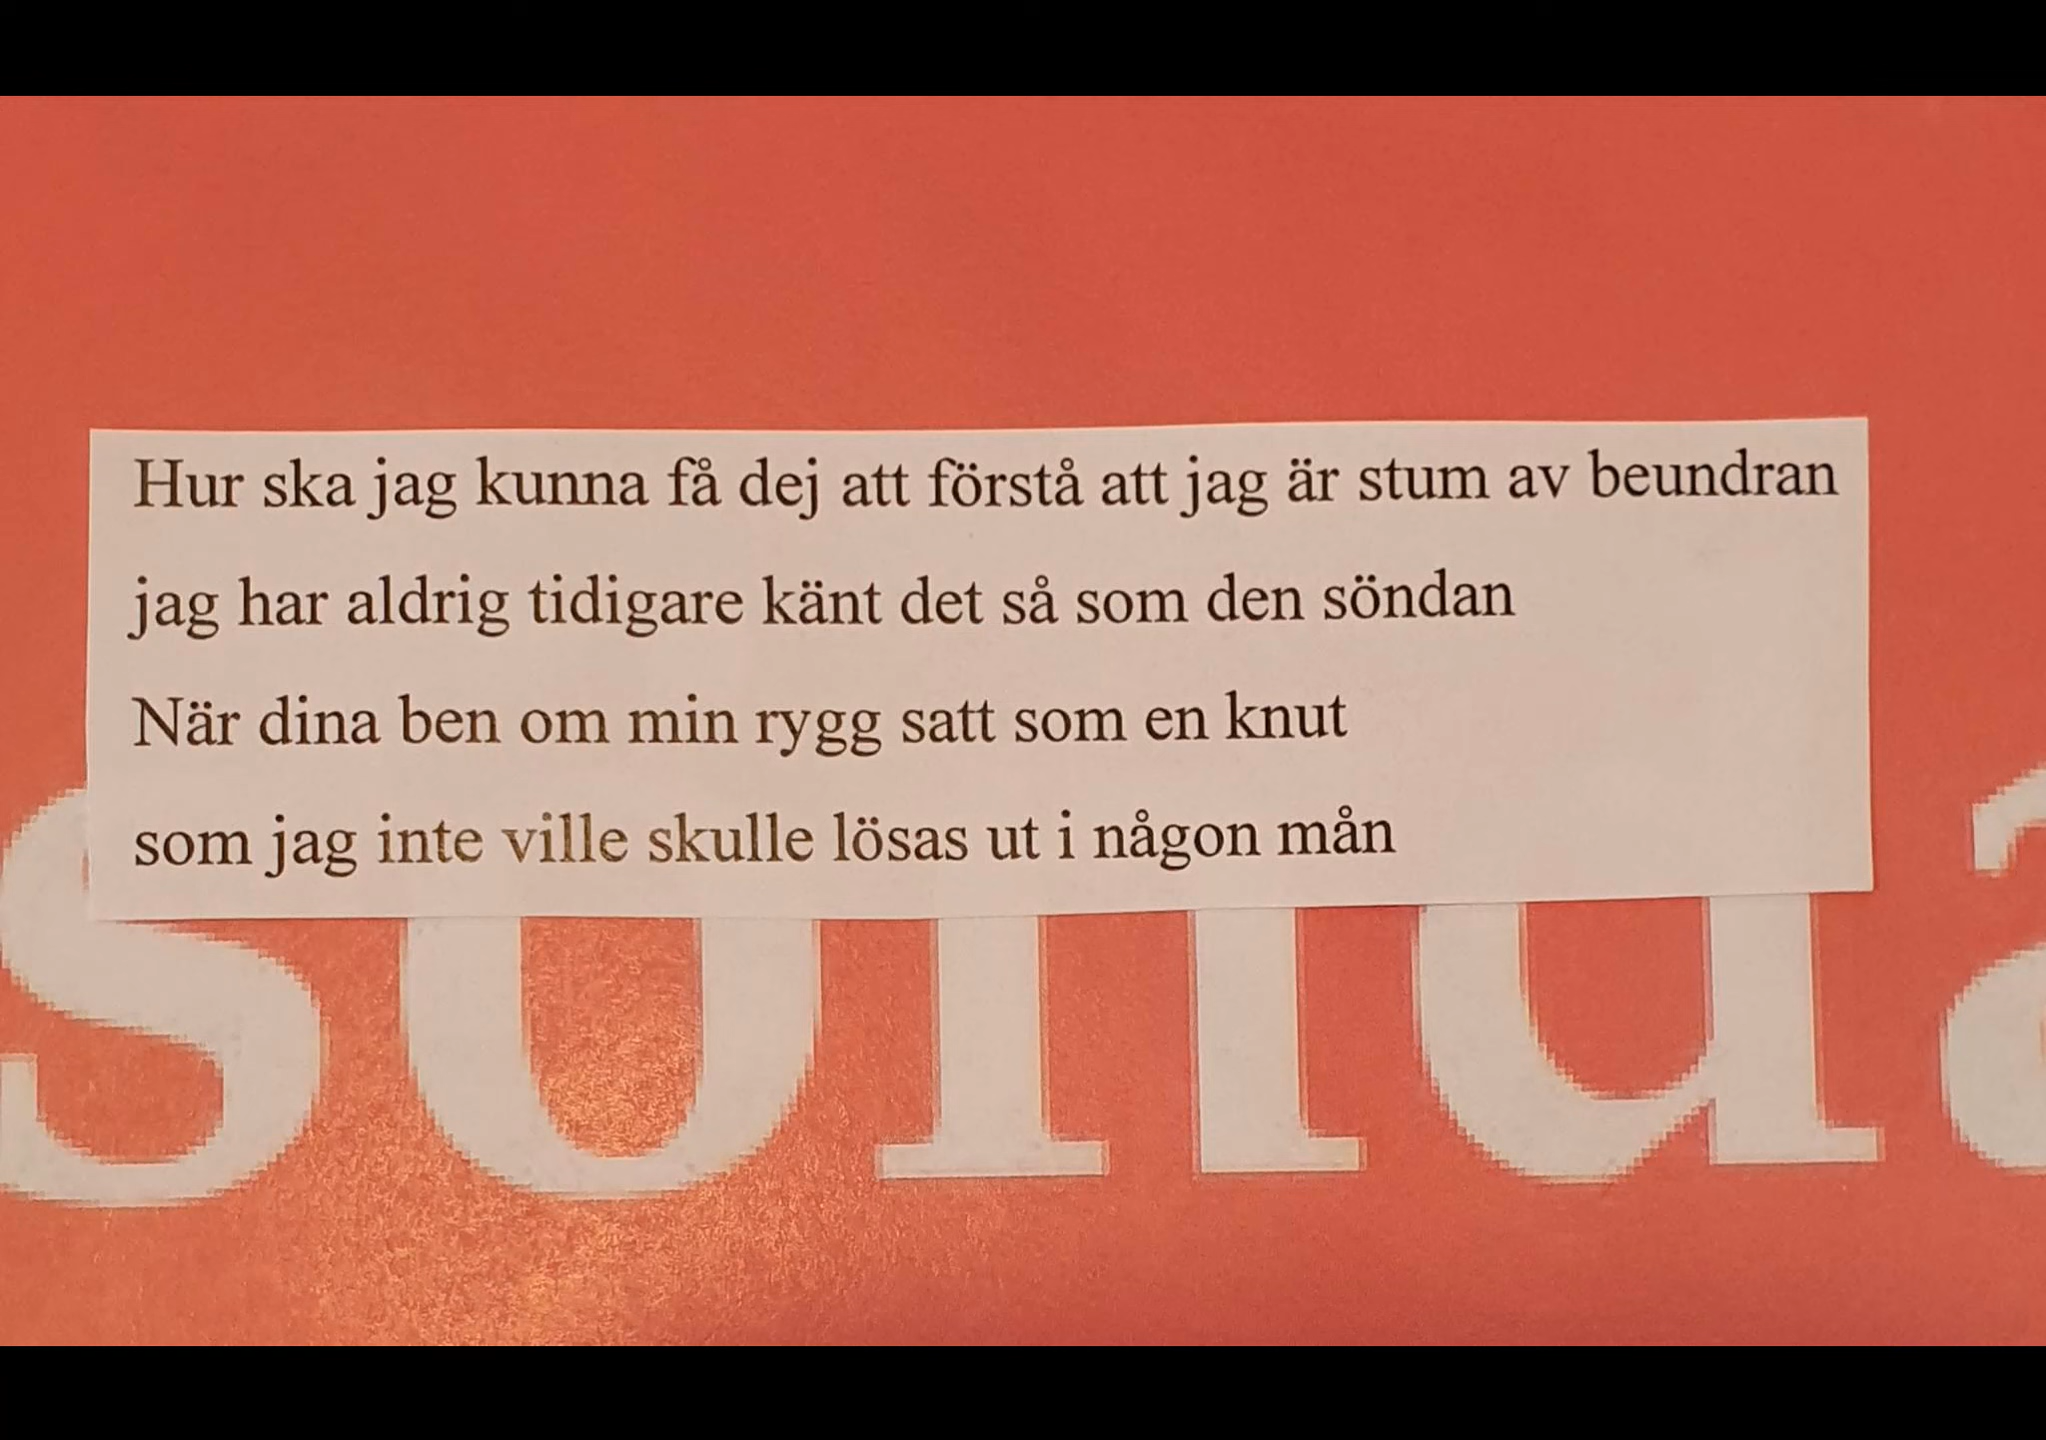 Hur ska jag kunna få dej att förstå att jag är stum av beundran
jag har aldrig tidigare känt det så som den söndan
När dina ben om min rygg satt som en knut
som jag inte ville skulle lösas ut i någon mån